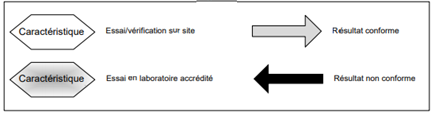 Caractéristique Essai/vérification sur site Résultat conforme
Caractéristique Essai en laboratoire accrédité Résultat non conforme